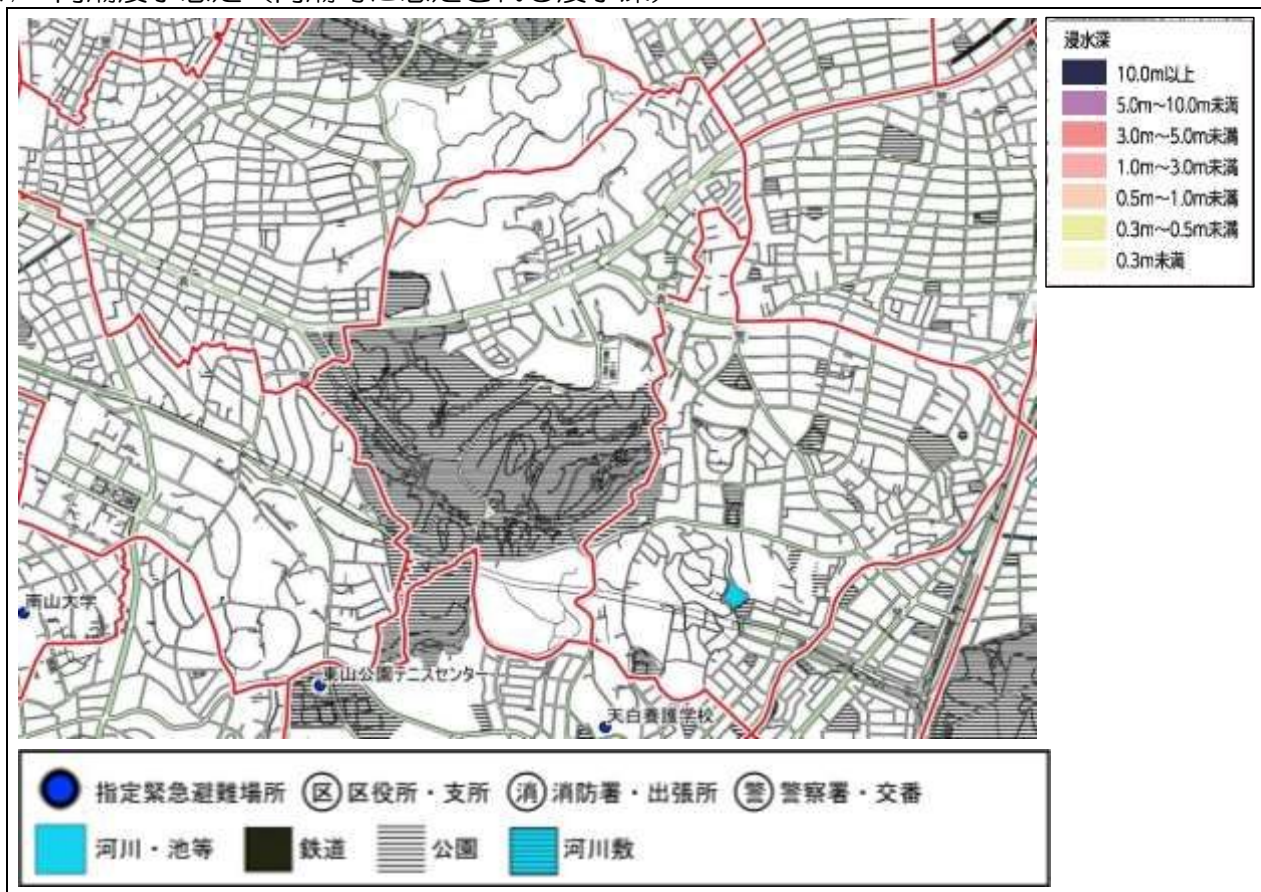 浸水深
10.0m以上
5.0m～10.0m未満
3.0m～5.0m未満
1.0m～3.0m未満
0.5m～1.0m未満
0.3m～0.5m未満
0.3m未満
南山大学
東山公園テニスセンター
天白養護学校
指定緊急避難場所 区 区役所・支所 消 消防署・出張所 警 警察署・交番
河川・池等 鉄道 公園 河川敷